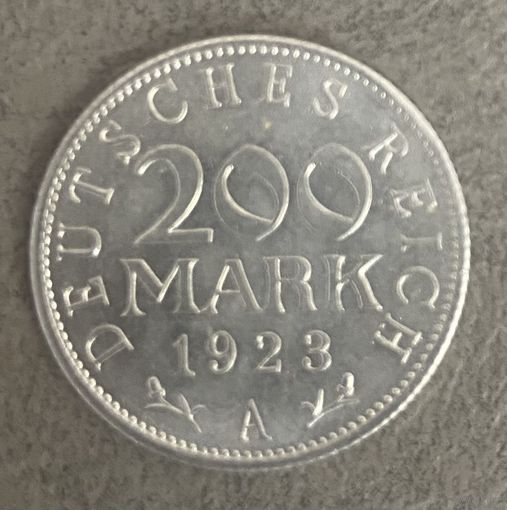 DEUTSCHES REICH
200
MARK
1923
A